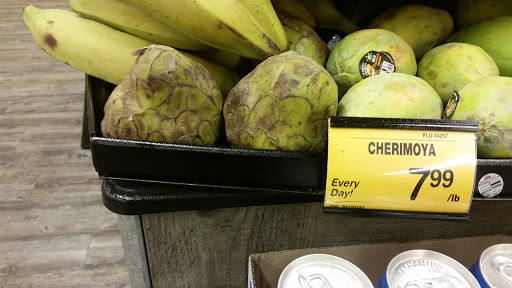 PLU #4257
CHERIMOYA
Every
Day!
7 99
/lb